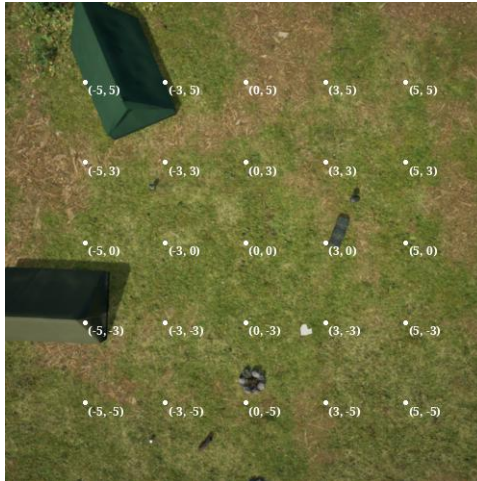 (-5, 5) (-3, 5) (0, 5) (3, 5) (5, 5)
(-5, 3) (-3, 3) (0, 3) (3, 3) (5, 3)
(-5, 0) (-3, 0) (0, 0) (3, 0) (5, 0)
(-5, -3) (-3, -3) (0, -3) (3, -3) (5, -3)
(-5, -5) (-3, -5) (0, -5) (3, -5) (5, -5)